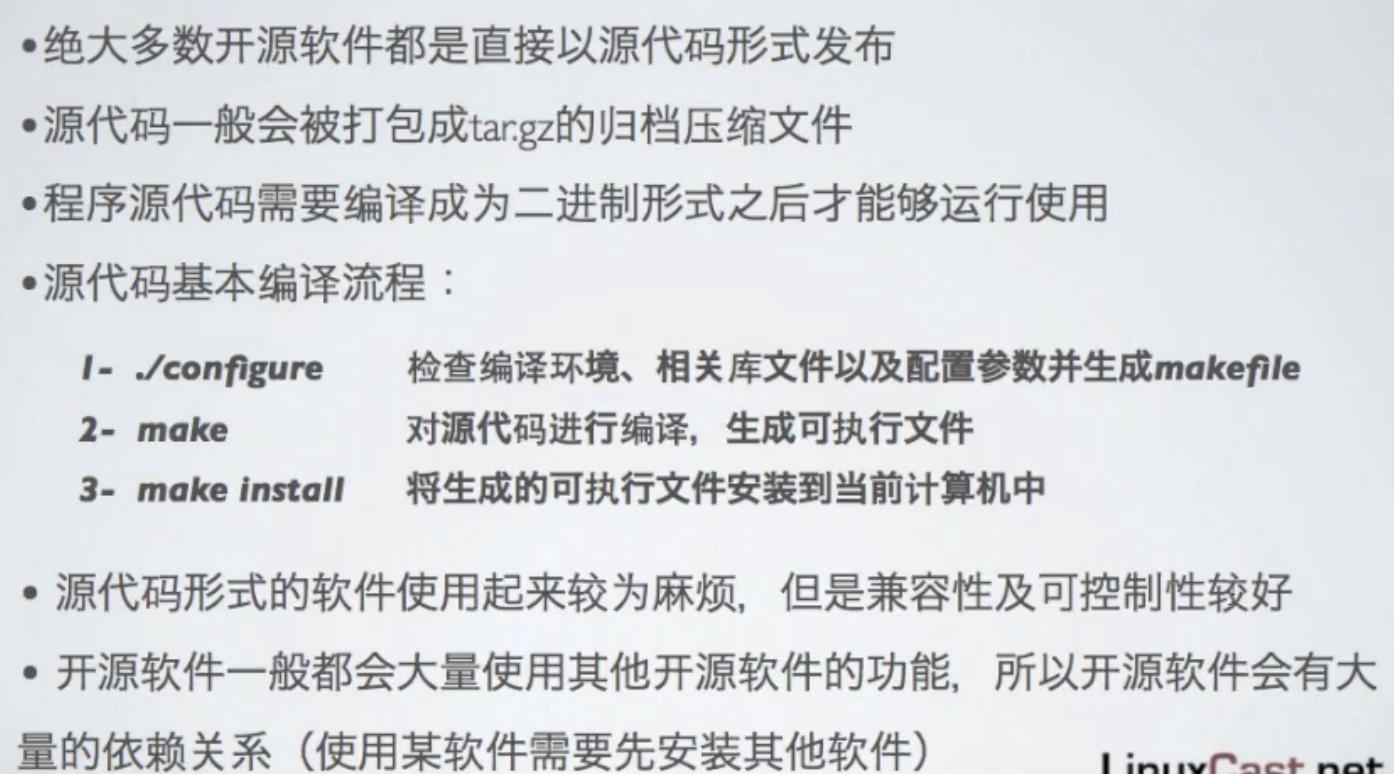 •绝大多数开源软件都是直接以源代码形式发布
•源代码一般会被打包成tar.gz的归档压缩文件
•程序源代码需要编译成为二进制形式之后才能够运行使用
•源代码基本编译流程：
1- ./configure 检查编译环境、相关库文件以及配置参数并生成makefile
2- make 对源代码进行编译，生成可执行文件
3- make install 将生成的可执行文件安装到当前计算机中
• 源代码形式的软件使用起来较为麻烦，但是兼容性及可控制性较好
• 开源软件一般都会大量使用其他开源软件的功能，所以开源软件会有大
量的依赖关系（使用某软件需要先安装其他软件）
LinuxCast.net